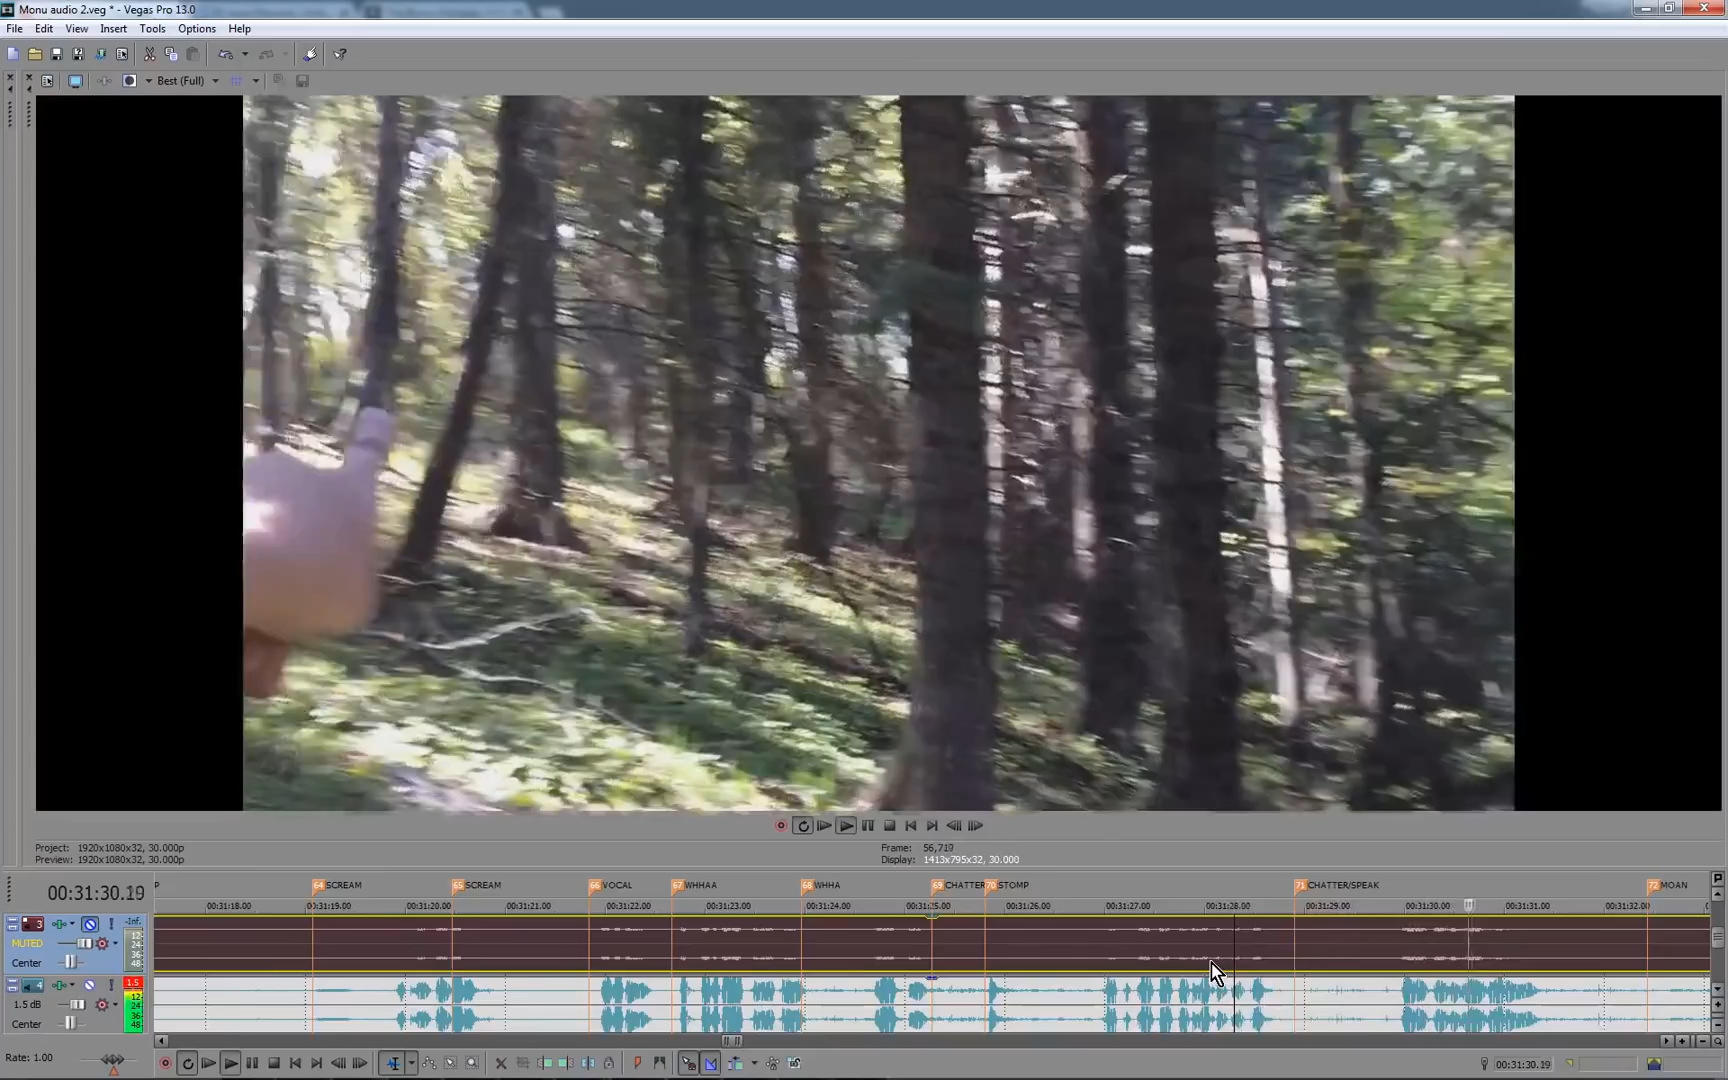 Monu audio 2.veg * - Vegas Pro 13.0
File Edit View Insert Tools Options Help
Best (Full)
Project: 1920x1080x32, 30.000p
Preview: 1920x1080x32, 30.000p
Frame: 56,719
Display: 1413x795x32, 30.000
00:31:30.19
P 64 SCREAM 65 SCREAM 66 VOCAL 67 WHHAA 68 WHHA 69 CHATTER 70 STOMP 71 CHATTER/SPEAK 72 MOAN
00:31:18.00 00:31:19.00 00:31:20.00 00:31:21.00 00:31:22.00 00:31:23.00 00:31:24.00 00:31:25.00 00:31:26.00 00:31:27.00 00:31:28.00 00:31:29.00 00:31:30.00 00:31:31.00 00:31:32.00
3 -Inf.
MUTED
12
24
36
48
Center
4 1.5
1.5 dB
12
24
36
48
Center
Rate: 1.00
00:31:30.19